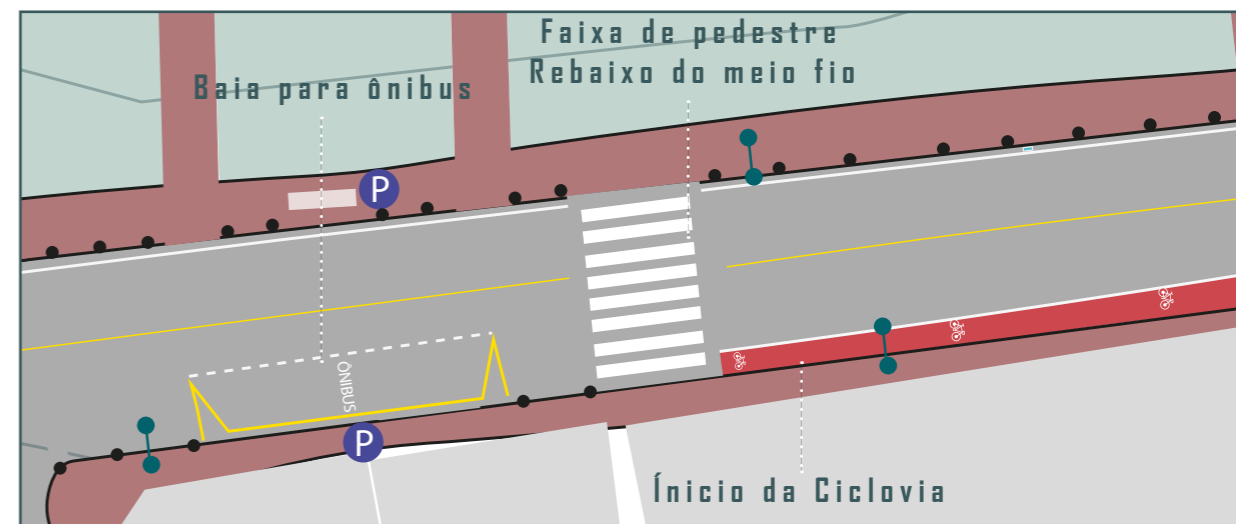 Faixa de pedestre
Rebaixo do meio fio
Baia para ônibus
P
ÔNIBUS
P
Ínicio da Ciclovia